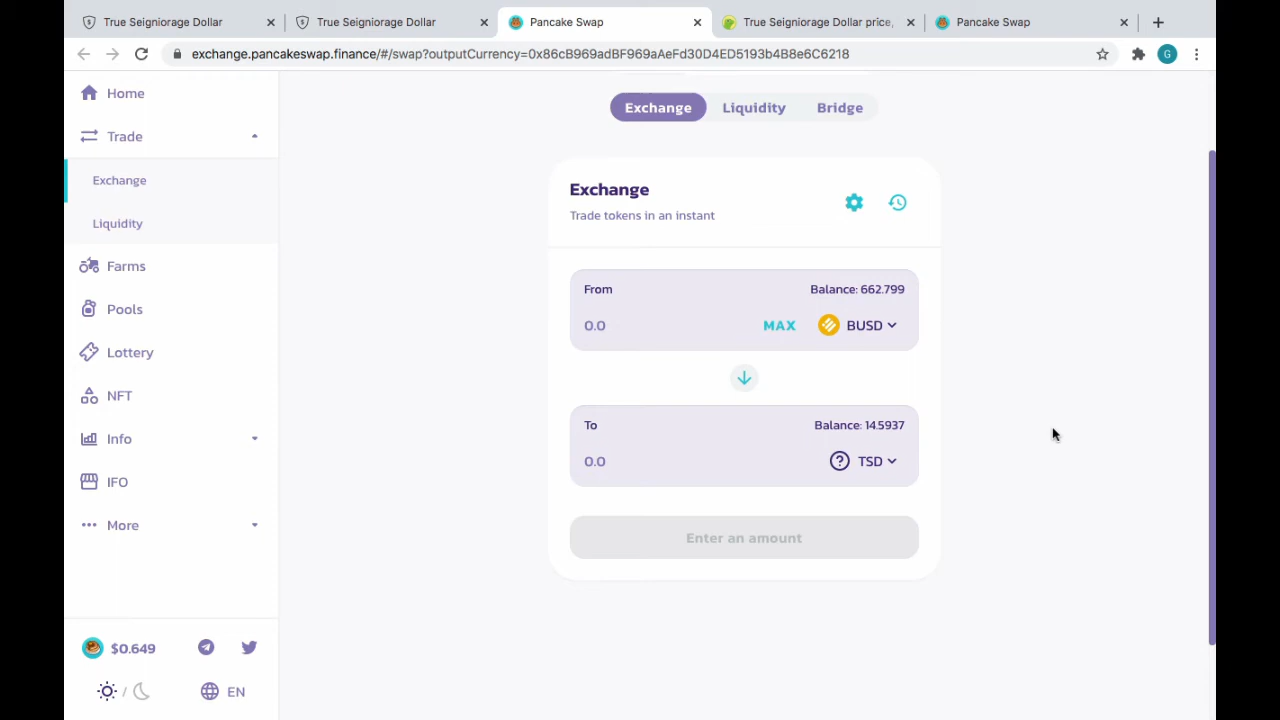 True Seigniorage Dollar
True Seigniorage Dollar
Pancake Swap
True Seigniorage Dollar price,
Pancake Swap
exchange.pancakeswap.finance/#/swap?outputCurrency=0x86cB969adBF969aAeFd30D4ED5193b4B8e6C6218
G
Home
Trade
Exchange
Liquidity
Farms
Pools
Lottery
NFT
Info
IFO
More
$0.649
/
EN
Exchange
Liquidity
Bridge
Exchange
Trade tokens in an instant
From
Balance: 662.799
0.0
MAX
BUSD
To
Balance: 14.5937
0.0
? TSD
Enter an amount